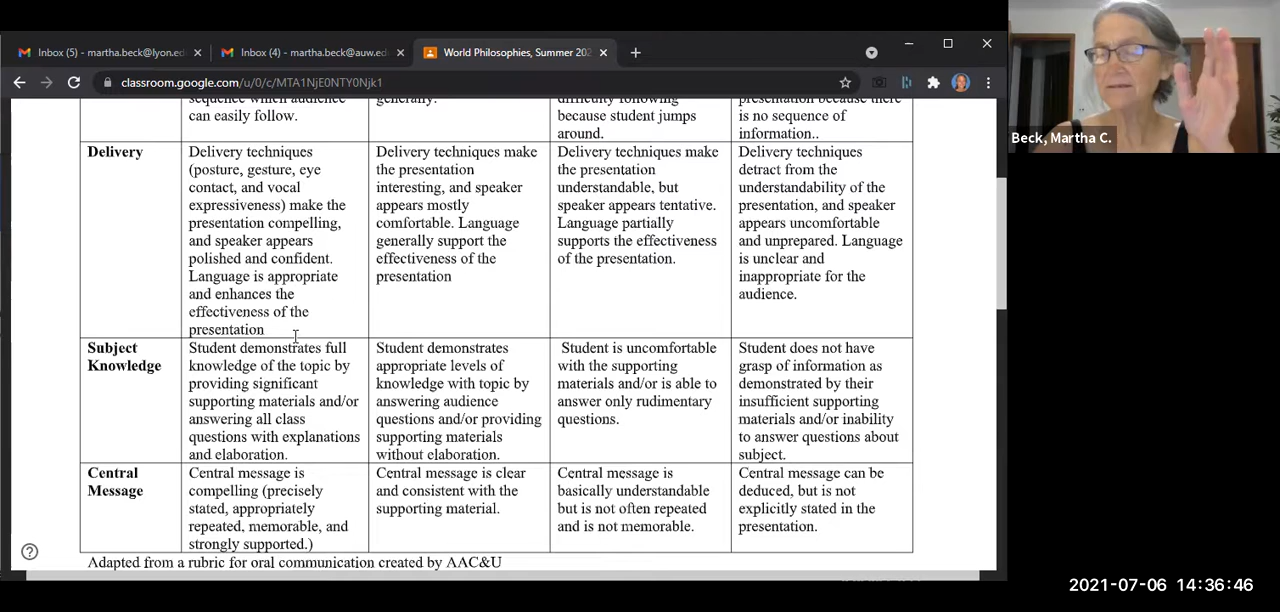 Inbox (5) - martha.beck@lyon.ed
Inbox (4) - martha.beck@auw.ed
World Philosophies, Summer 202
classroom.google.com/u/0/c/MTA1NjE0NTY0Njk1
Beck, Martha C.
sequence which audience
can easily follow.
generally.
difficulty following
because student jumps
around.
presentation because there
is no sequence of
information..
Delivery
Delivery techniques
(posture, gesture, eye
contact, and vocal
expressiveness) make the
presentation compelling,
and speaker appears
polished and confident.
Language is appropriate
and enhances the
effectiveness of the
presentation
Delivery techniques make
the presentation
interesting, and speaker
appears mostly
comfortable. Language
generally support the
effectiveness of the
presentation
Delivery techniques make
the presentation
understandable, but
speaker appears tentative.
Language partially
supports the effectiveness
of the presentation.
Delivery techniques
detract from the
understandability of the
presentation, and speaker
appears uncomfortable
and unprepared. Language
is unclear and
inappropriate for the
audience.
Subject
Knowledge
Student demonstrates full
knowledge of the topic by
providing significant
supporting materials and/or
answering all class
questions with explanations
and elaboration.
Student demonstrates
appropriate levels of
knowledge with topic by
answering audience
questions and/or providing
supporting materials
without elaboration.
Student is uncomfortable
with the supporting
materials and/or is able to
answer only rudimentary
questions.
Student does not have
grasp of information as
demonstrated by their
insufficient supporting
materials and/or inability
to answer questions about
subject.
Central
Message
Central message is
compelling (precisely
stated, appropriately
repeated, memorable, and
strongly supported.)
Central message is clear
and consistent with the
supporting material.
Central message is
basically understandable
but is not often repeated
and is not memorable.
Central message can be
deduced, but is not
explicitly stated in the
presentation.
Adapted from a rubric for oral communication created by AAC&U
2021-07-06 14:36:46